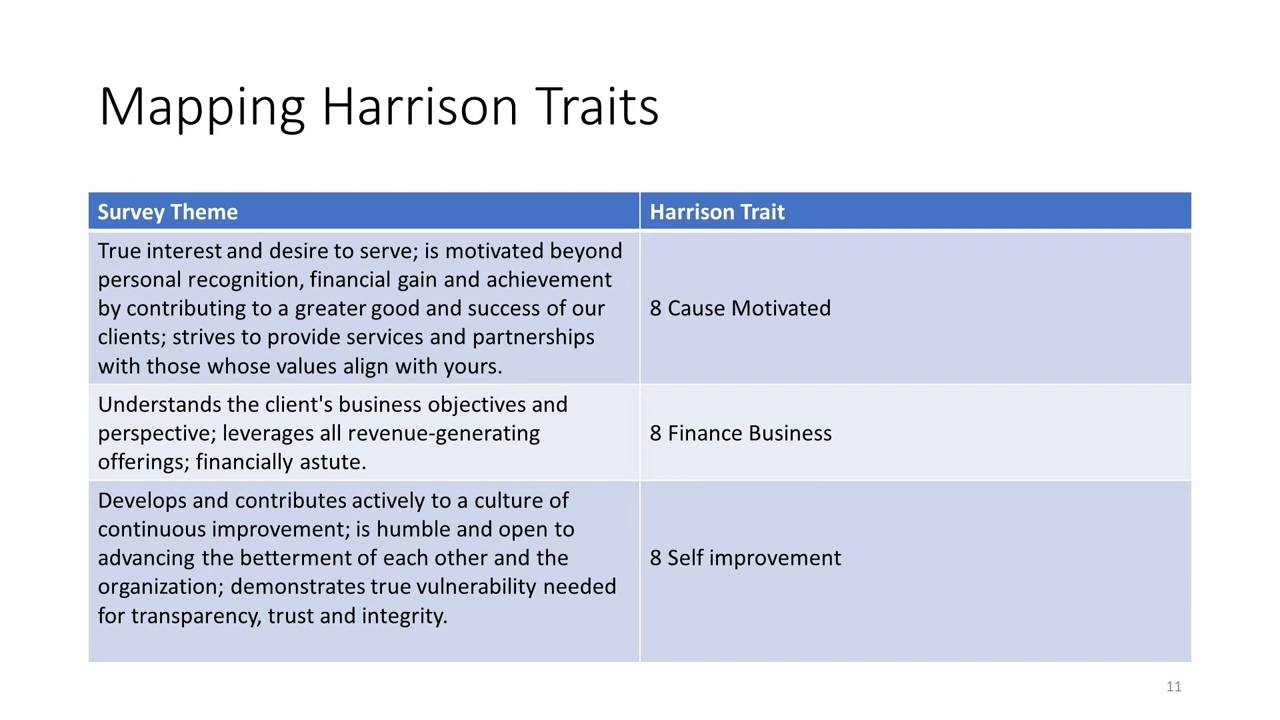 Mapping Harrison Traits
Survey Theme
Harrison Trait
True interest and desire to serve; is motivated beyond
personal recognition, financial gain and achievement
by contributing to a greater good and success of our
clients; strives to provide services and partnerships
with those whose values align with yours.
8 Cause Motivated
Understands the client's business objectives and
perspective; leverages all revenue-generating
offerings; financially astute.
8 Finance Business
Develops and contributes actively to a culture of
continuous improvement; is humble and open to
advancing the betterment of each other and the
organization; demonstrates true vulnerability needed
for transparency, trust and integrity.
8 Self improvement
11